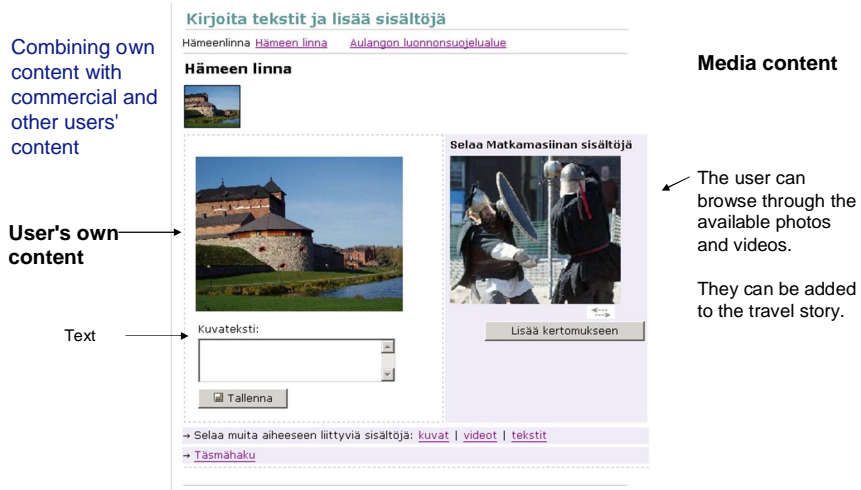 Kirjoita tekstit ja lisää sisältöjä
Hämeenlinna Hämeen linna Aulangon luonnonsuojelualue
Hämeen linna
Combining own
content with
commercial and
other users'
content
User's own
content
Text
Kuvateksti:
Tallenna
Selaa Matkamasiinan sisältöjä
Lisää kertomukseen
→ Selaa muita aiheeseen liittyviä sisältöjä: kuvat | videot | tekstit
→ Täsmähaku
Media content
The user can
browse through the
available photos
and videos.
They can be added
to the travel story.